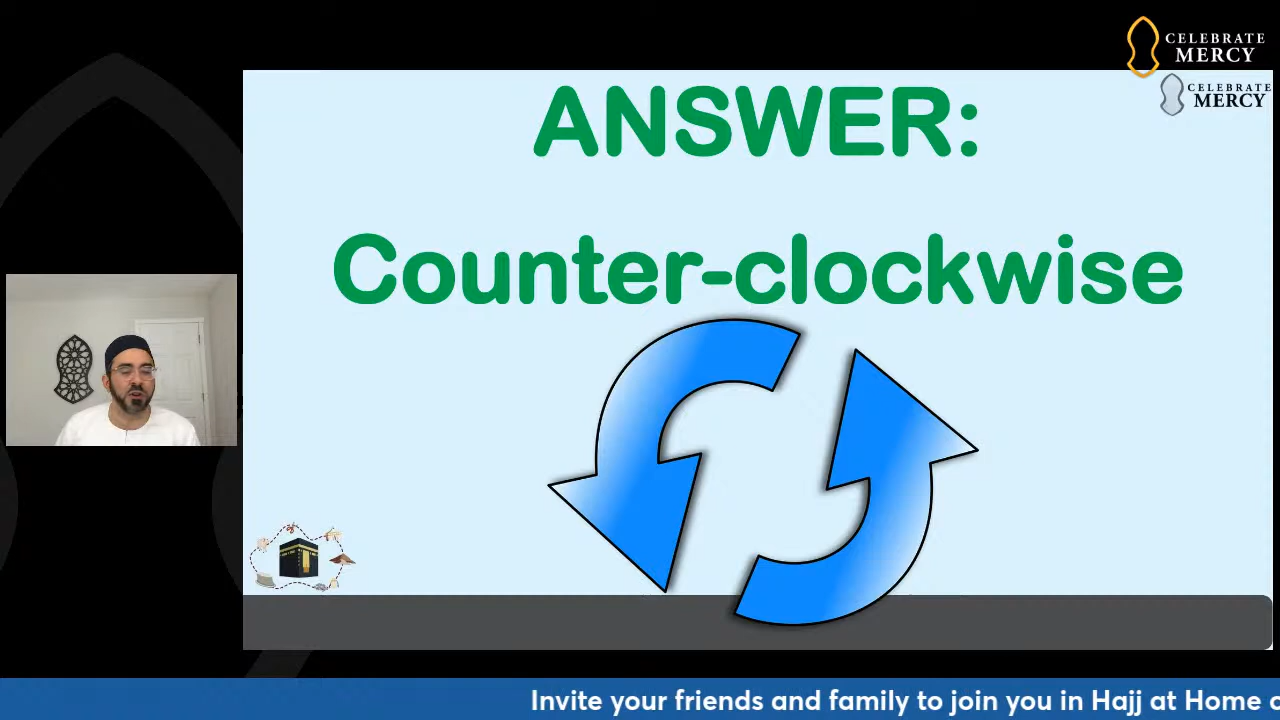 CELEBRATE
MERCY
CELEBRATE
MERCY
ANSWER:
Counter-clockwise
Invite your friends and family to join you in Hajj at Home